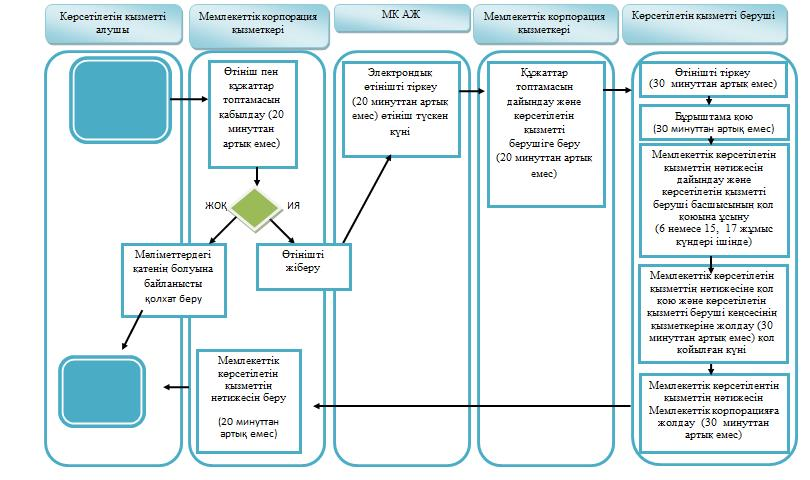 Көрсетілетін қызметті
алушы
Мемлекеттік корпорация
қызметкері
МК АЖ
Мемлекеттік корпорация
қызметкері
Көрсетілетін қызметті беруші
Өтініш пен
құжаттар
топтамасын
қабылдау (20
минуттан
артық емес)
жоқ
ия
Мәліметтердегі
қатенің болуына
байланысты
қолхат беру
Өтінішті
жіберу
Мемлекеттік
көрсетілетін
қызметтің
нәтижесін беру
(20 минуттан
артық емес)
Электрондық
өтінішті тіркеу
(20 минуттан артық
емес) өтініш түскен
күні
Құжаттар
топтамасын
дайындау және
көрсетілетін
қызметті
берушіге беру
(20 минуттан артық
емес)
Өтінішті тіркеу
(30 минуттан артық емес)
Бұрыштама қою
(30 минуттан артық емес)
Мемлекеттік көрсетілетін
қызметтің нәтижесін
дайындау және
көрсетілетін қызметті
беруші басшысының қол
қоюына ұсыну
(6 немесе 15, 17 жұмыс
күндері ішінде)
Мемлекеттік көрсетілетін
қызметтің нәтижесіне қол
қою және көрсетілетін
қызметті беруші кеңсесінің
қызметкеріне жолдау (30
минуттан артық емес) қол
қойылған күні
Мемлекеттік көрсетілентін
қызметтің нәтижесін
Мемлекеттік корпорацияға
жолдау (30 минуттан
артық емес)